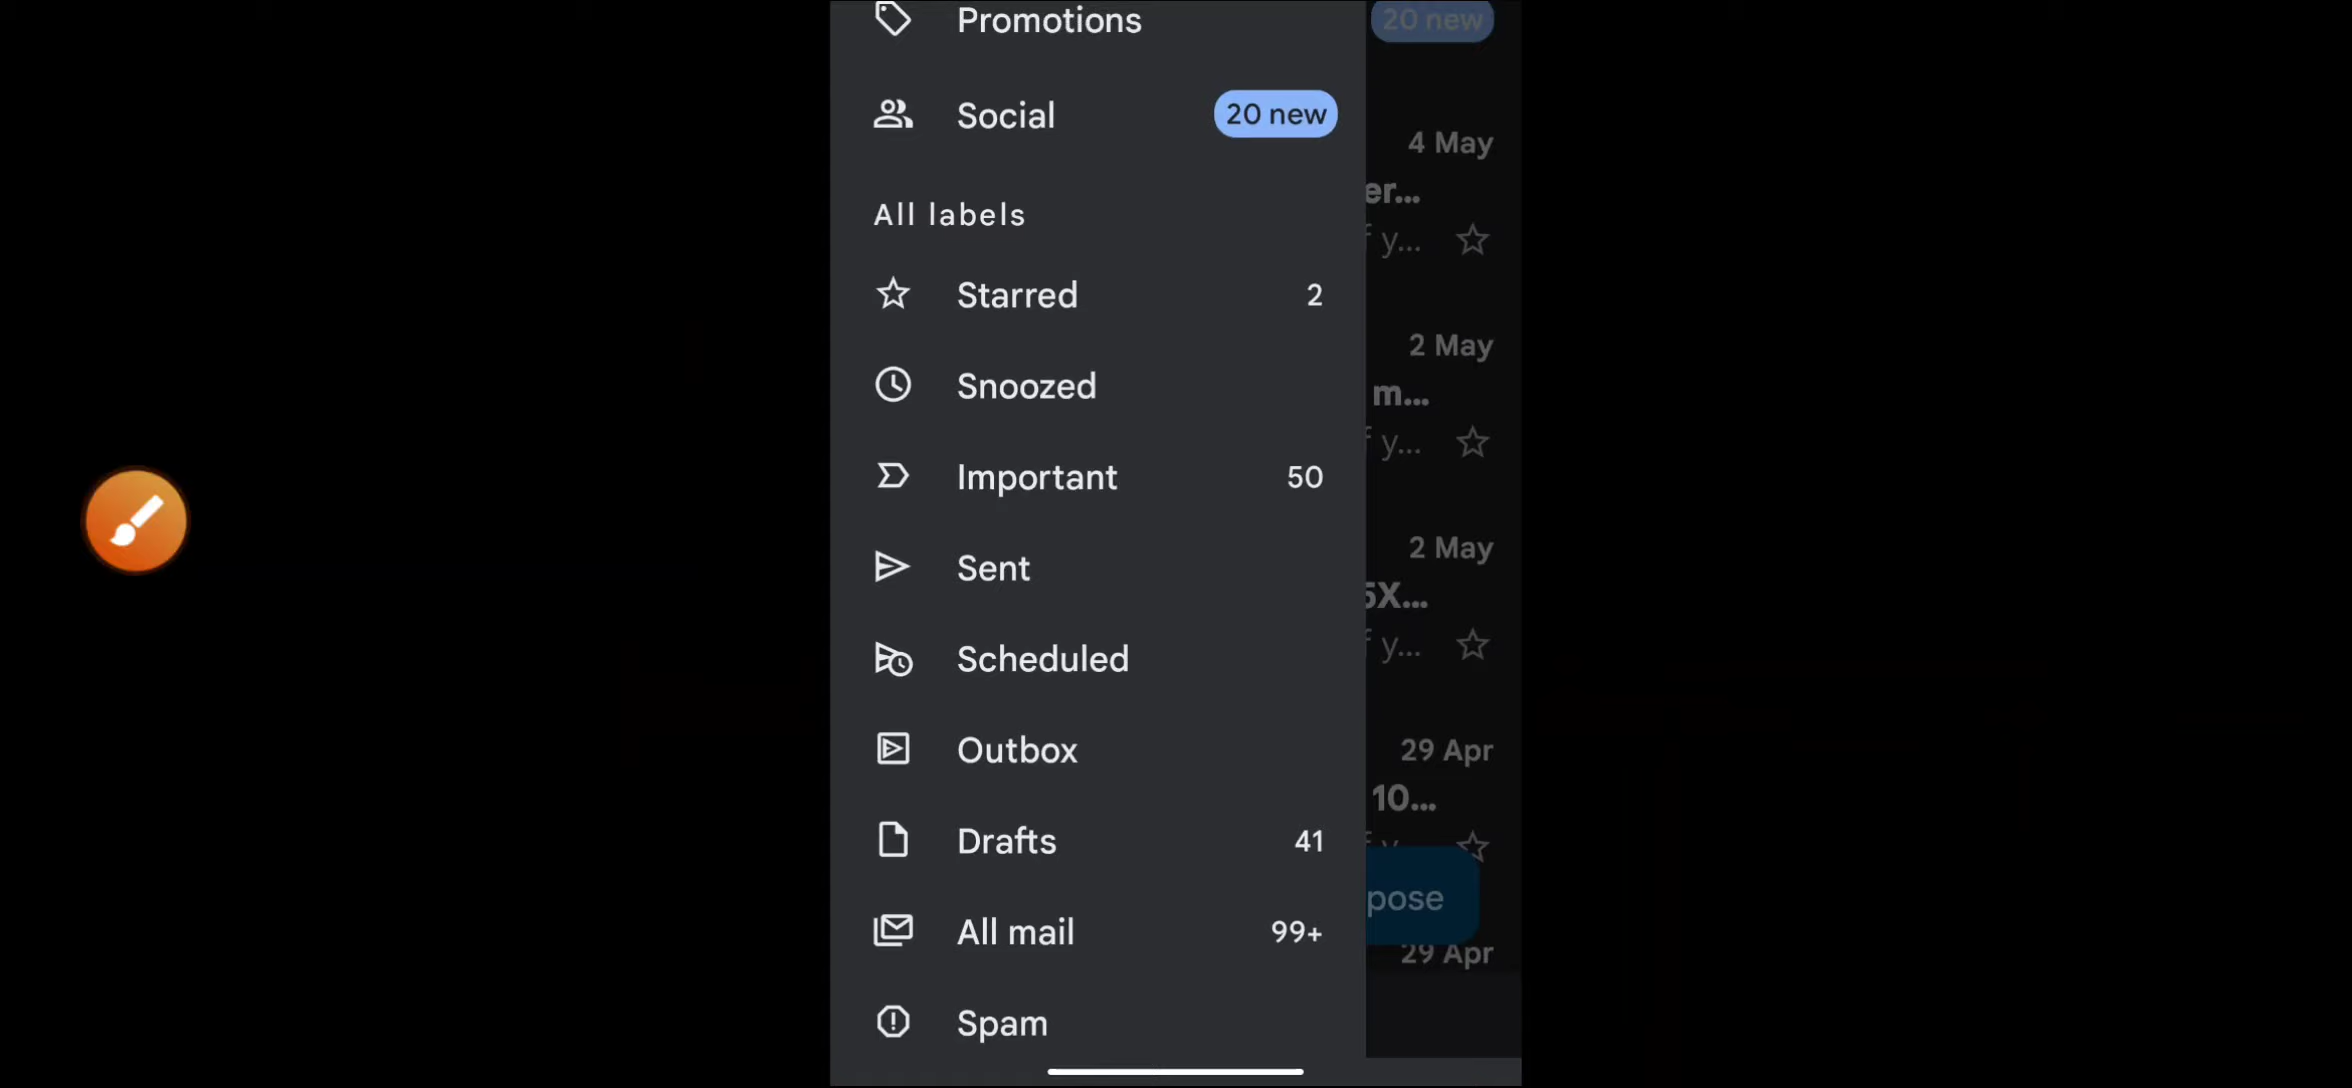 Promotions
20 new
Social 20 new
All labels
4 May
er...
y...
Starred 2
Snoozed
2 May
m...
y...
Important 50
Sent
2 May
5X...
y...
Scheduled
Outbox
29 Apr
10...
Drafts 41
pose
All mail 99+
29 Apr
Spam